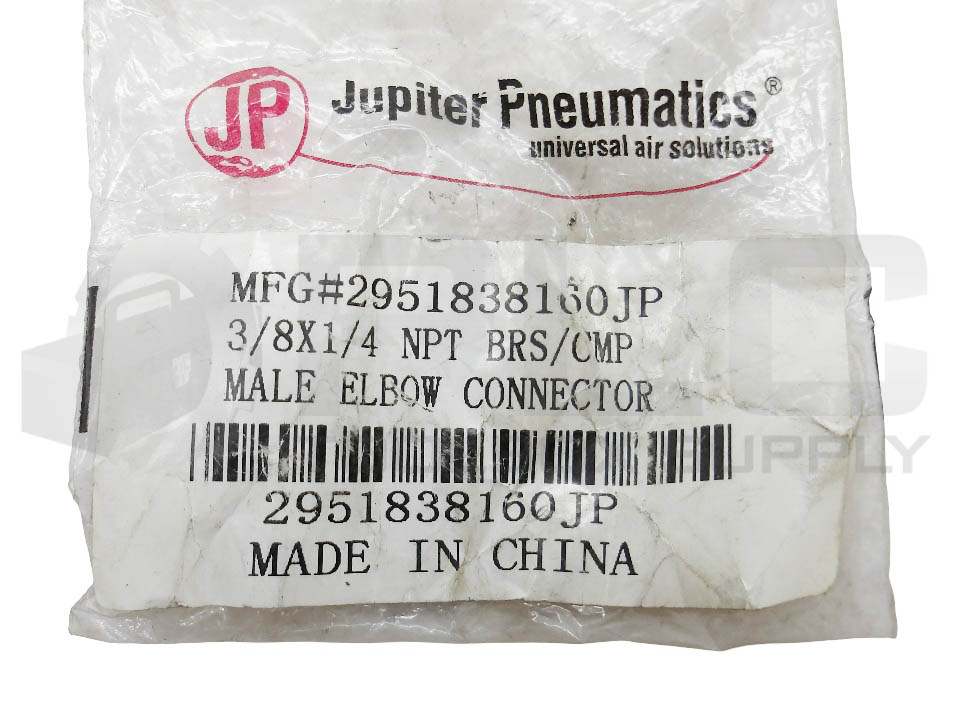 JP Jupiter Pneumatics®
universal air solutions
MFG#2951838160JP
3/8X1/4 NPT BRS/CMP
MALE ELBOW CONNECTOR
2951838160JP
MADE IN CHINA